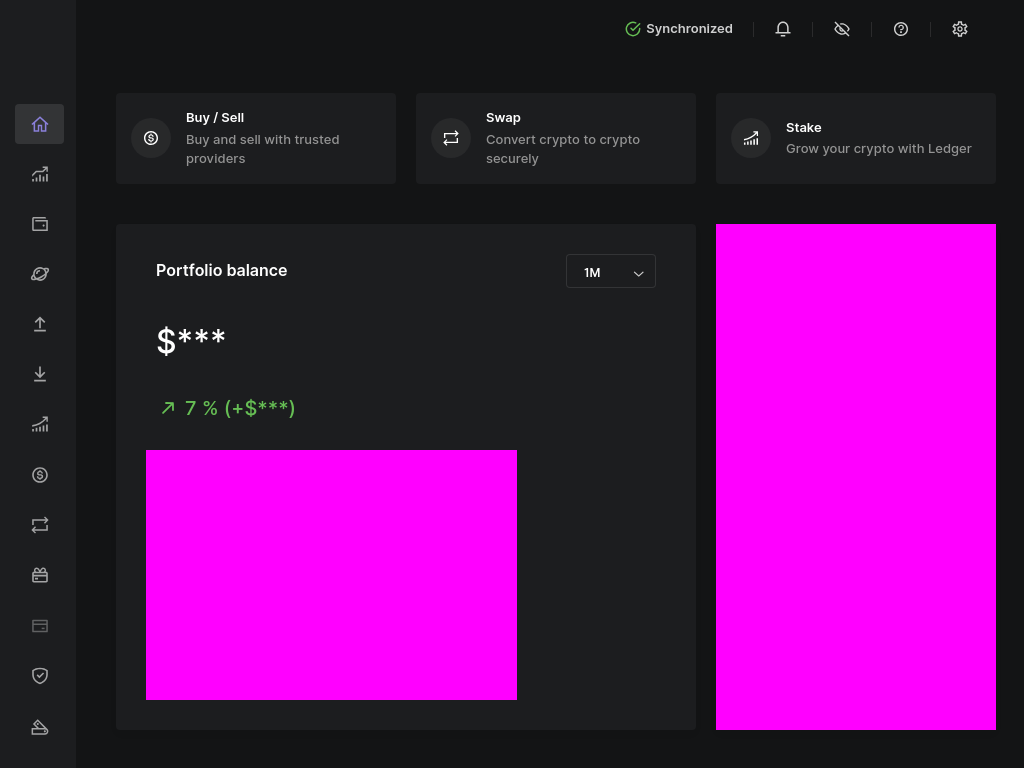 Synchronized
Buy / Sell
Buy and sell with trusted
providers
Swap
Convert crypto to crypto
securely
Stake
Grow your crypto with Ledger
Portfolio balance
1M
$***
7 % (+$***)